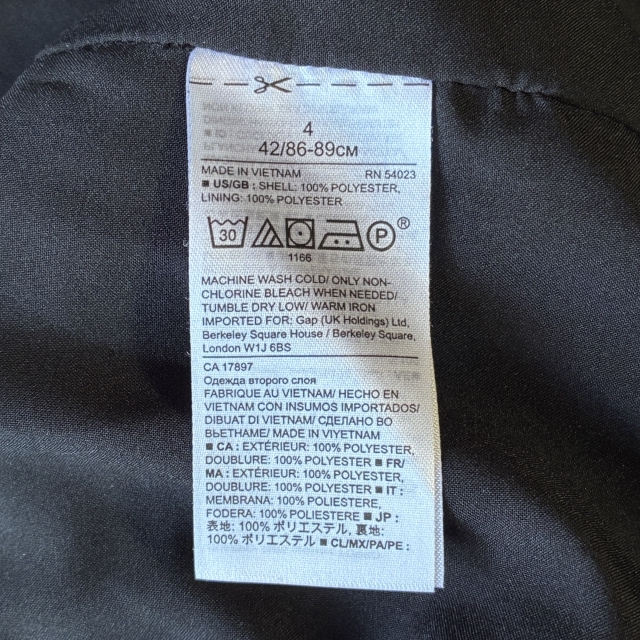 4
42/86-89см
MADE IN VIETNAM RN 54023
■ US/GB : SHELL: 100% POLYESTER,
LINING: 100% POLYESTER
30 P ®
1166
MACHINE WASH COLD/ ONLY NON-
CHLORINE BLEACH WHEN NEEDED/
TUMBLE DRY LOW/ WARM IRON
IMPORTED FOR: Gap (UK Holdings) Ltd,
Berkeley Square House / Berkeley Square,
London W1J 6BS
CA 17897
Одежда второго слоя
FABRIQUE AU VIETNAM/ HECHO EN
VIETNAM CON INSUMOS IMPORTADOS/
DIBUAT DI VIETNAM/ СДЕЛАНО ВО
ВЬЕТНАМЕ/ MADE IN VIYETNAM
■ CA : EXTÉRIEUR: 100% POLYESTER,
DOUBLURE: 100% POLYESTER ■ FR/
MA : EXTÉRIEUR: 100% POLYESTER,
DOUBLURE: 100% POLYESTER ■ IT :
MEMBRANA: 100% POLIESTERE,
FODERA: 100% POLIESTERE ■ JP :
表地: 100% ポリエステル, 裏地:
100% ポリエステル ■ CL/MX/PA/PE :